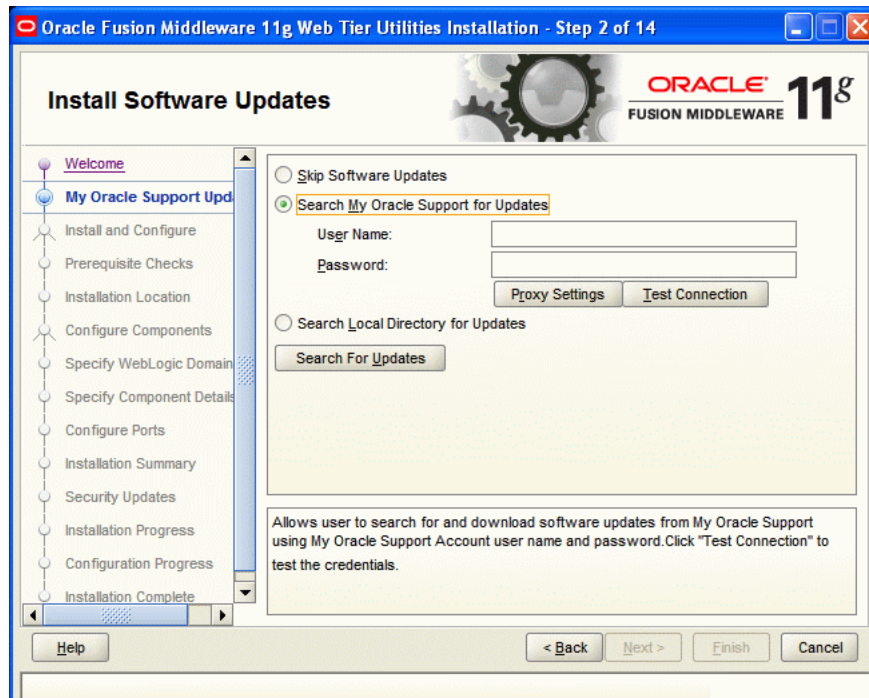 Oracle Fusion Middleware 11g Web Tier Utilities Installation - Step 2 of 14
Install Software Updates
ORACLE
FUSION MIDDLEWARE
11g
Welcome
My Oracle Support Upd
Install and Configure
Prerequisite Checks
Installation Location
Configure Components
Specify WebLogic Domain
Specify Component Details
Configure Ports
Installation Summary
Security Updates
Installation Progress
Configuration Progress
Installation Complete
Skip Software Updates
Search My Oracle Support for Updates
User Name:
Password:
Proxy Settings
Test Connection
Search Local Directory for Updates
Search For Updates
Allows user to search for and download software updates from My Oracle Support
using My Oracle Support Account user name and password.Click "Test Connection" to
test the credentials.
Help
< Back
Next >
Finish
Cancel